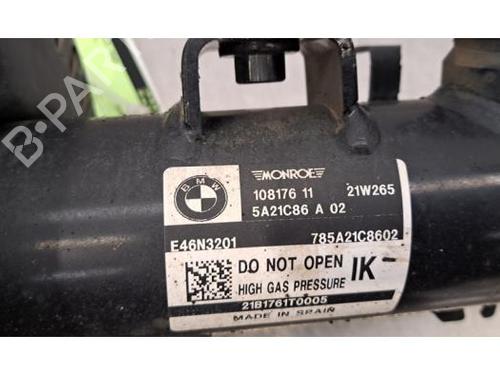 B-PARTS
BMW
MONROE
108176 11 21W265
5A21C86 A 02
E46N3201 785A21C8602
DO NOT OPEN IK
HIGH GAS PRESSURE
21B1761T0005
MADE IN SPAIN